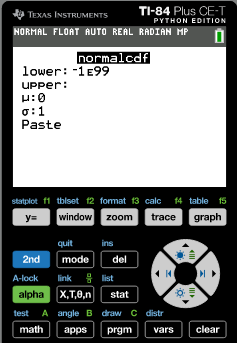 TEXAS INSTRUMENTS
TI-84 Plus CE-T
PYTHON EDITION
NORMAL FLOAT AUTO REAL RADIAN MP
normalcdf
lower:-1E99
upper:
μ:0
σ:1
Paste
statplot f1 tblset f2 format f3 calc f4 table f5
y= window zoom trace graph
quit ins
2nd mode del
A-lock link list
alpha X,T,θ,n stat
test A angle B draw C distr
math apps prgm vars clear